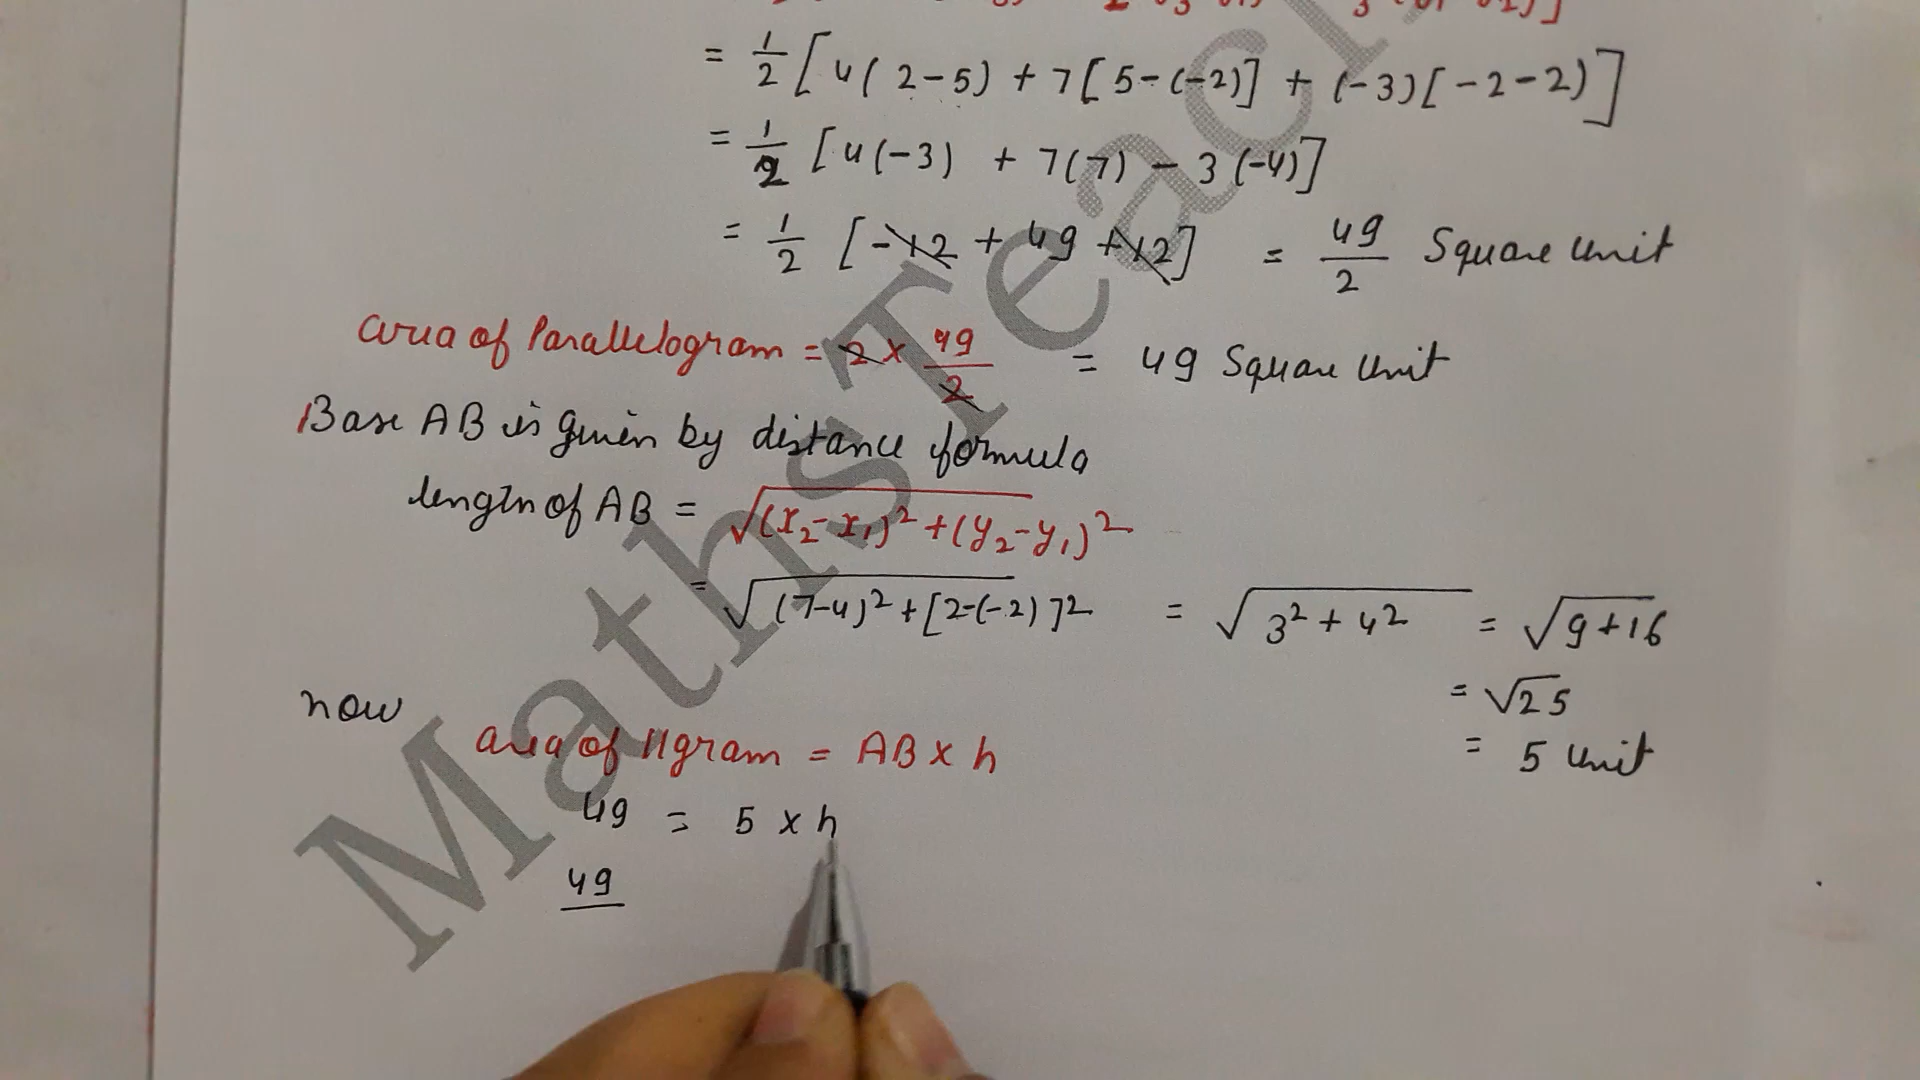 = 1/2 [ 4( 2-5) + 7[ 5-(-2)] + (-3)[ -2-2) ]
= 1/2 [ 4(-3) + 7(7) - 3(-4)]
= 1/2 [ -12 + 49 +12] = 49/2 Square unit
area of Parallelogram = 2 x 49/2 = 49 Square unit
Base AB is given by distance formula
length of AB = √(x₂-x₁)² + (y₂-y₁)²
= √(7-4)² + [2-(-2)]² = √3² + 4² = √9+16
= √25
= 5 unit
now
area of ||gram = AB x h
49 = 5 x h
49
Maths Teach